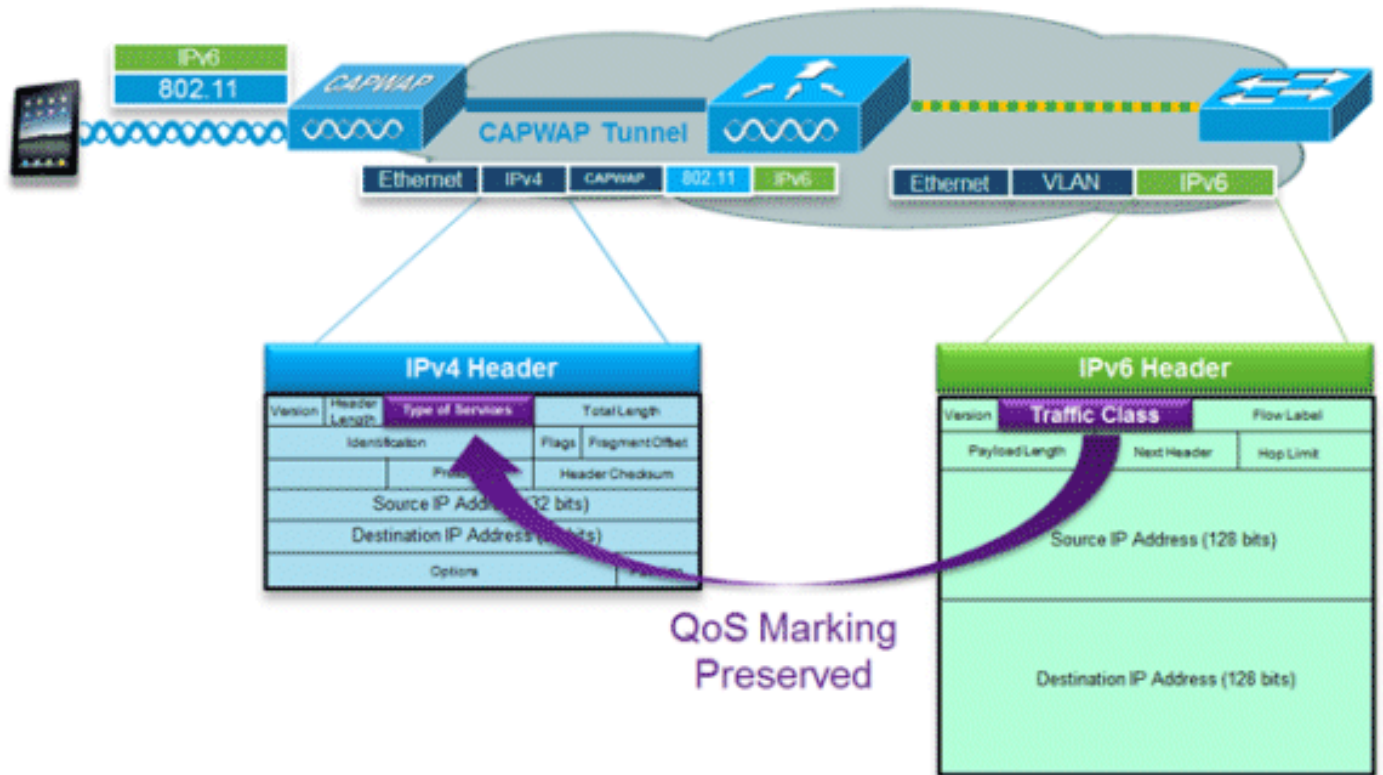 IPv6
802.11
CAPWAP
CAPWAP Tunnel
Ethernet IPv4 CAPWAP 802.11 IPv6
Ethernet VLAN IPv6
IPv4 Header
Version Header Length Type of Services Total Length
Identification Flags Fragment Offset
Header Checksum
Source IP Address (32 bits)
Destination IP Address bits)
Options
IPv6 Header
Version Traffic Class Flow Label
Payload Length Next Header Hop Limit
Source IP Address (128 bits)
Destination IP Address (128 bits)
QoS Marking
Preserved